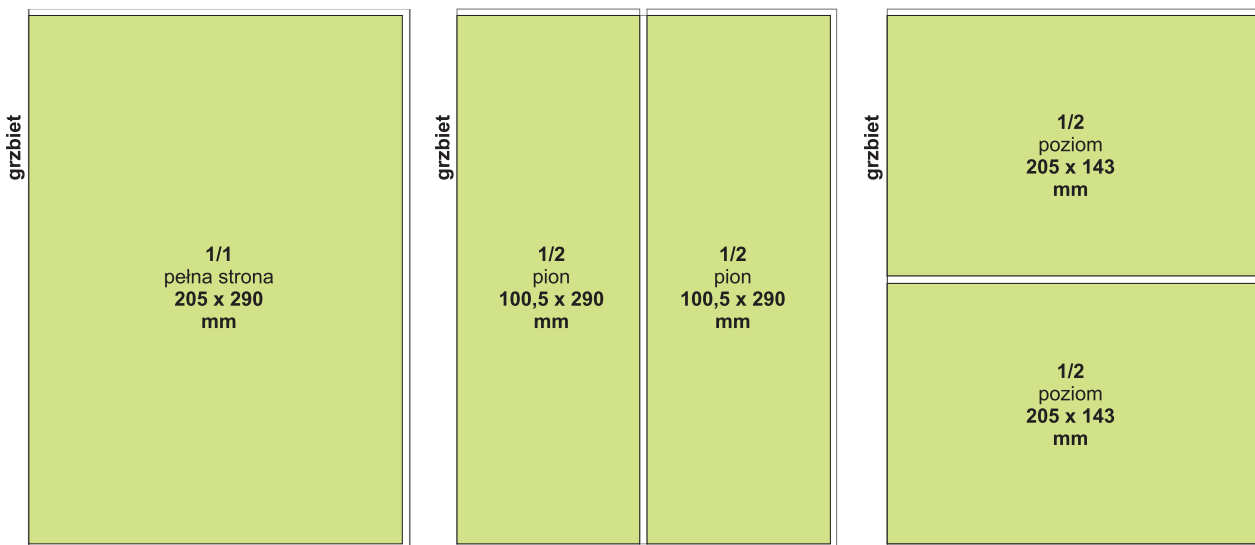 grzbiet
1/1
pełna strona
205 x 290
mm
grzbiet
1/2
pion
100,5 x 290
mm
1/2
pion
100,5 x 290
mm
grzbiet
1/2
poziom
205 x 143
mm
1/2
poziom
205 x 143
mm